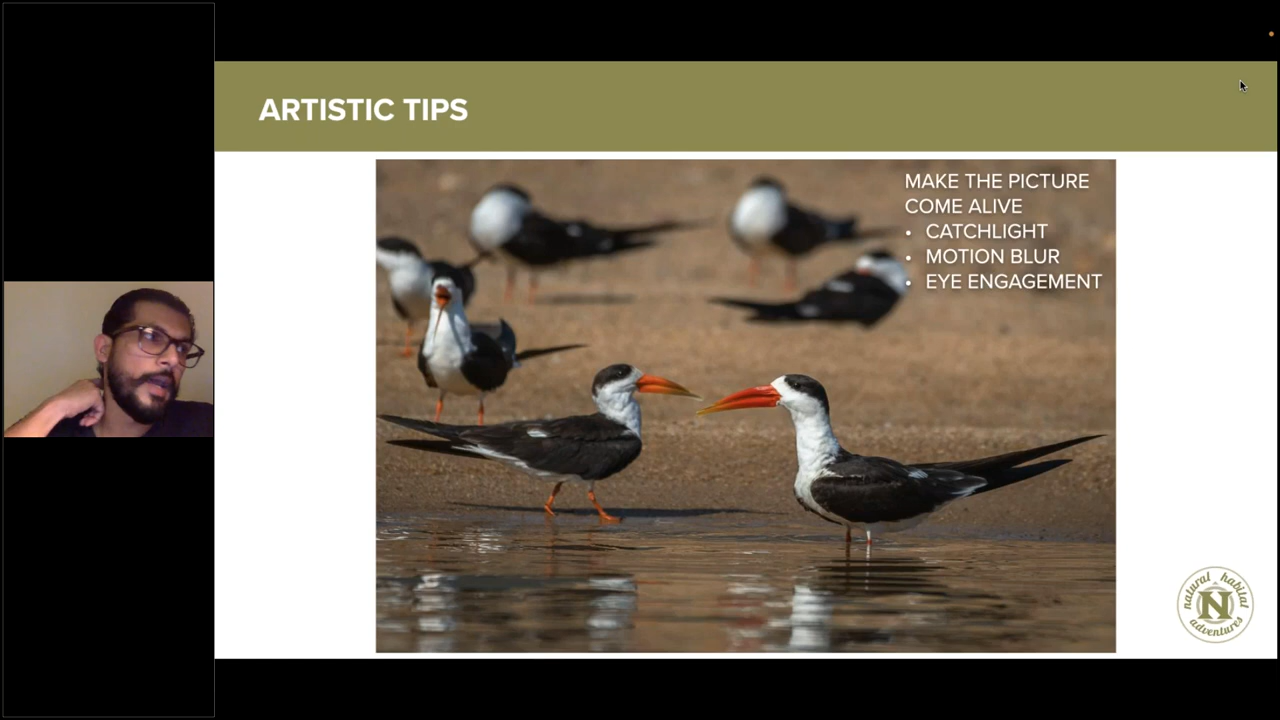 ARTISTIC TIPS
MAKE THE PICTURE
COME ALIVE
• CATCHLIGHT
• MOTION BLUR
• EYE ENGAGEMENT
natural habitat
N
adventures